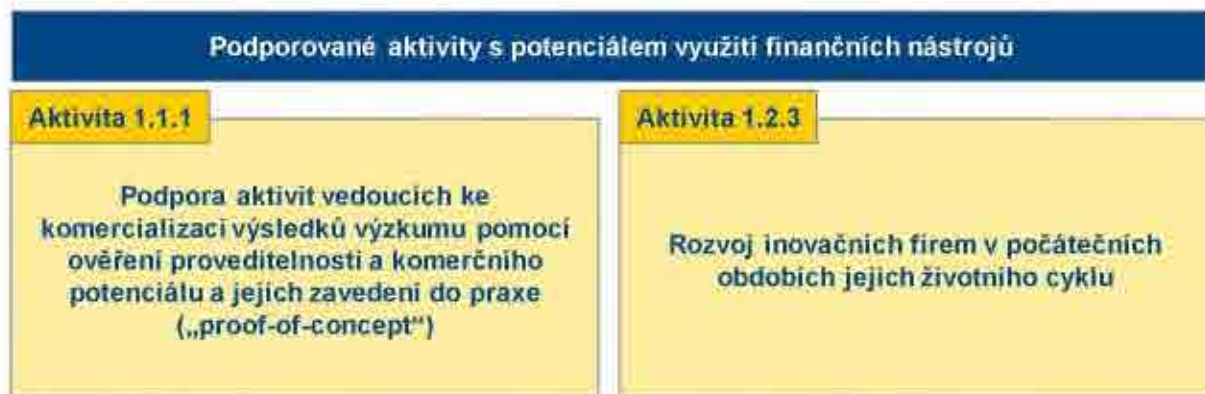 Podporované aktivity s potenciálem využití finančních nástrojů
Aktivita 1.1.1
Podpora aktivit vedoucích ke
komercializaci výsledků výzkumu pomocí
ověření proveditelnosti a komerčního
potenciálu a jejich zavedení do praxe
(„proof-of-concept“)
Aktivita 1.2.3
Rozvoj inovačních firem v počátečních
obdobích jejich životního cyklu